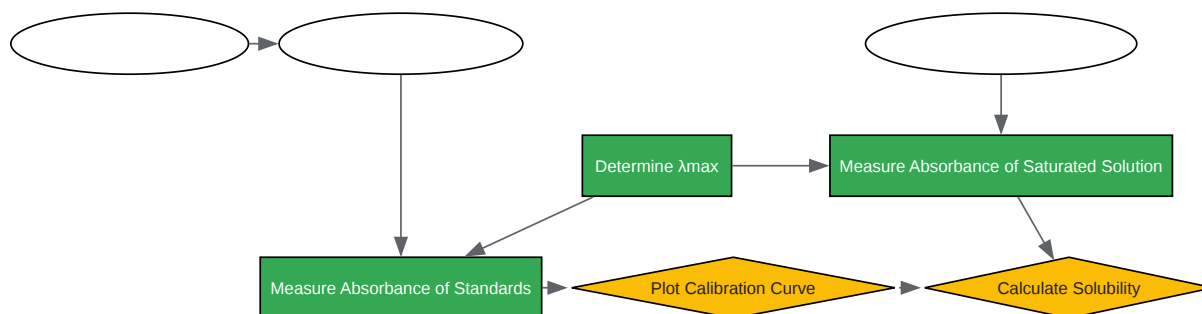 Determine λmax
Measure Absorbance of Saturated Solution
Measure Absorbance of Standards
Plot Calibration Curve
Calculate Solubility